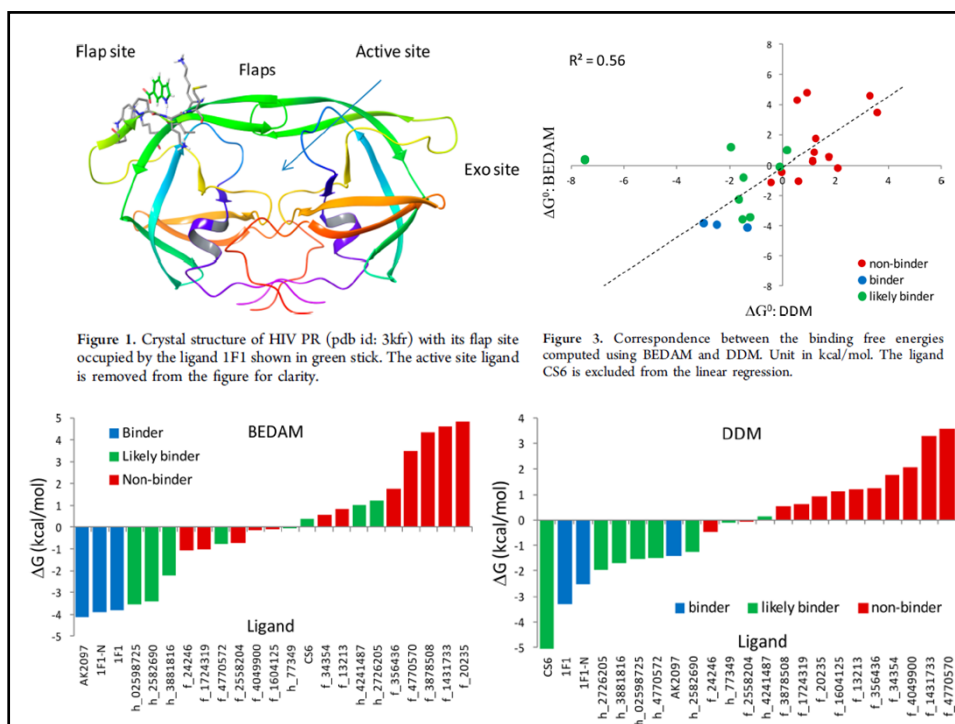 Flap site
Flaps
Active site
Exo site
Figure 1. Crystal structure of HIV PR (pdb id: 3kfr) with its flap site
occupied by the ligand 1F1 shown in green stick. The active site ligand
is removed from the figure for clarity.
R² = 0.56
8
6
4
2
0
-2
-4
-6
-8
-8 -6 -4 -2 0 2 4 6
ΔG⁰: BEDAM
ΔG⁰: DDM
non-binder
binder
likely binder
Figure 3. Correspondence between the binding free energies
computed using BEDAM and DDM. Unit in kcal/mol. The ligand
CS6 is excluded from the linear regression.
BEDAM
Binder
Likely binder
Non-binder
ΔG (kcal/mol)
5
4
3
2
1
0
-1
-2
-3
-4
-5
Ligand
AK2097
1F1-N
1F1
h_02598725
h_2582690
h_3881816
f_24246
f_1724319
f_4770572
f_2558204
f_4049900
f_1604125
h_77349
CS6
f_34354
f_13213
h_4241487
h_2726205
f_356436
f_4770570
f_3878508
f_1431733
f_20235
DDM
ΔG (kcal/mol)
4
3
2
1
0
-1
-2
-3
-4
-5
binder
likely binder
non-binder
Ligand
CS6
1F1
1F1-N
h_2726205
h_3881816
h_02598725
h_4770572
AK2097
h_2582690
f_24246
h_77349
f_2558204
h_4241487
f_3878508
f_1724319
f_20235
f_1604125
f_13213
f_356436
f_34354
f_4049900
f_1431733
f_4770570